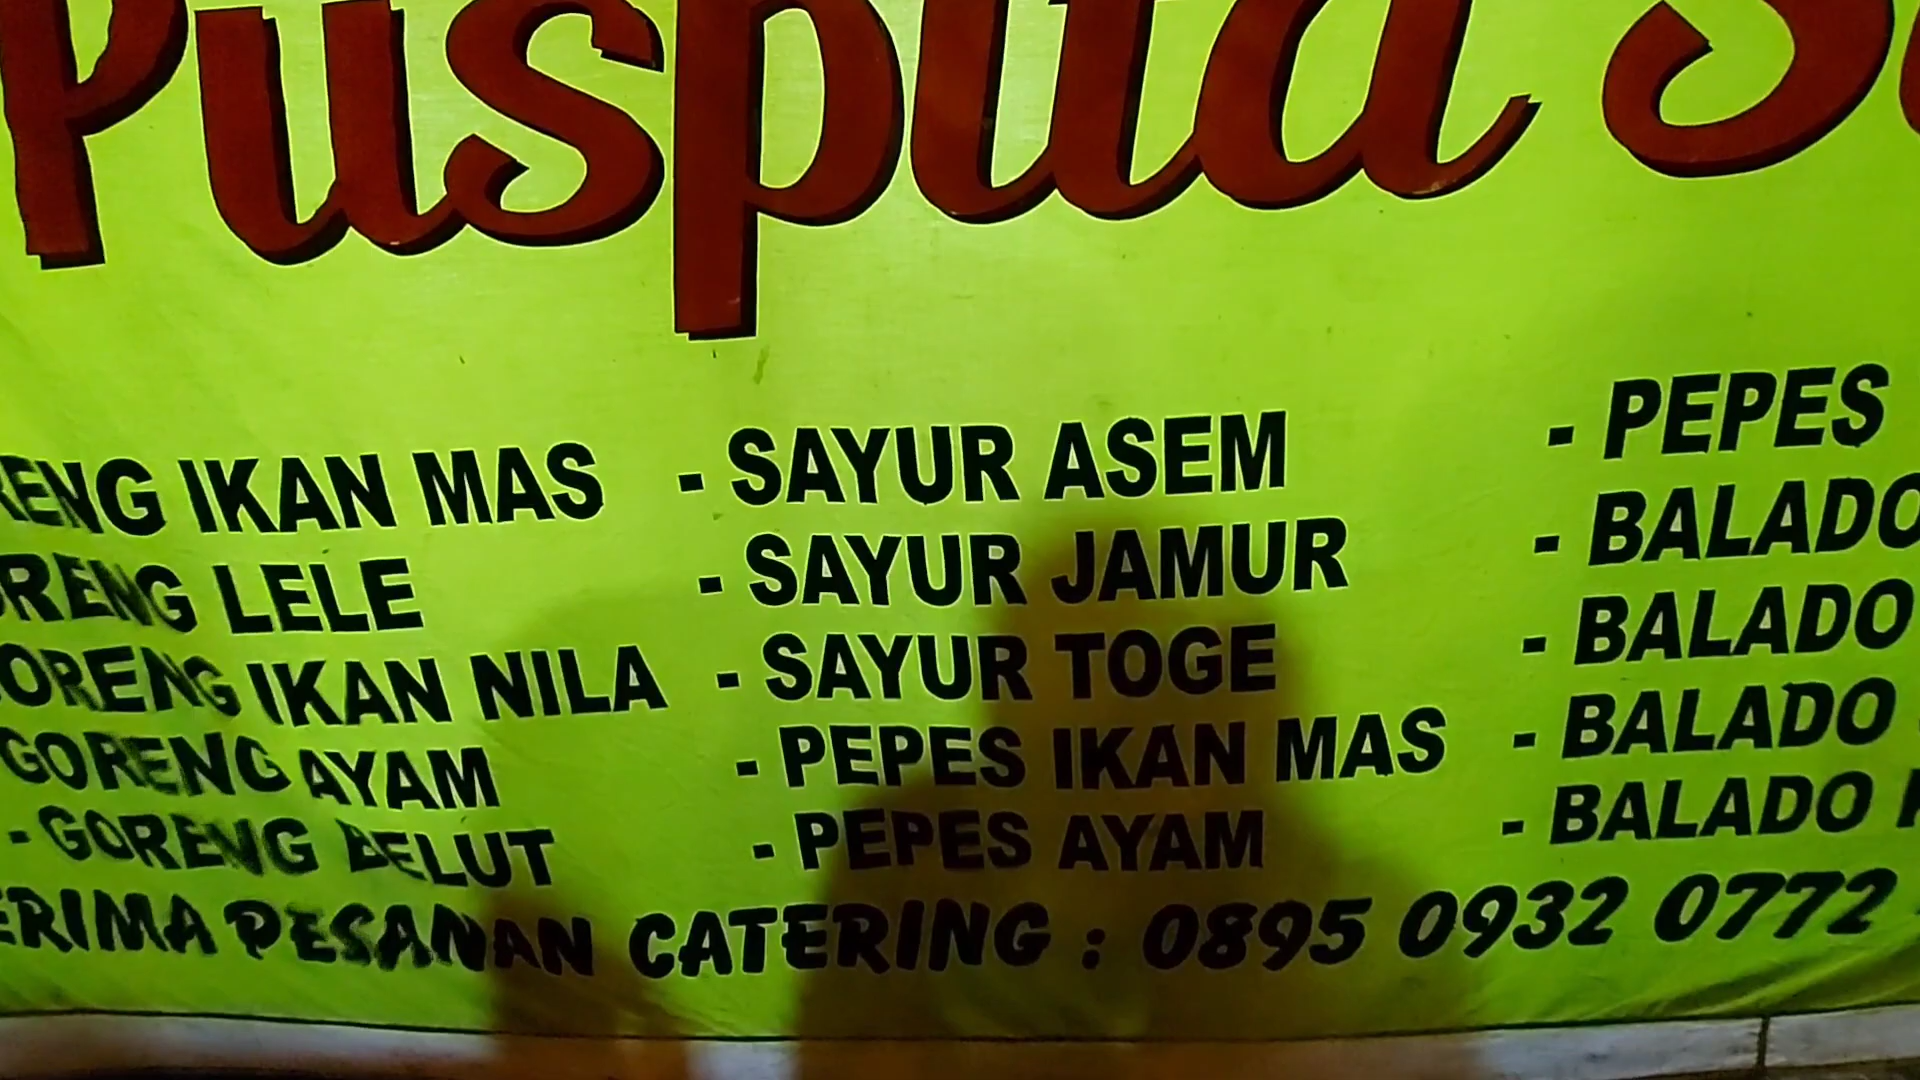 Puspita S
RENG IKAN MAS - SAYUR ASEM - PEPES
ORENG LELE - SAYUR JAMUR - BALADO
GORENG IKAN NILA - SAYUR TOGE - BALADO
GORENG AYAM - PEPES IKAN MAS - BALADO
- GORENG BELUT - PEPES AYAM - BALADO
ERIMA PESANAN CATERING : 0895 0932 0772